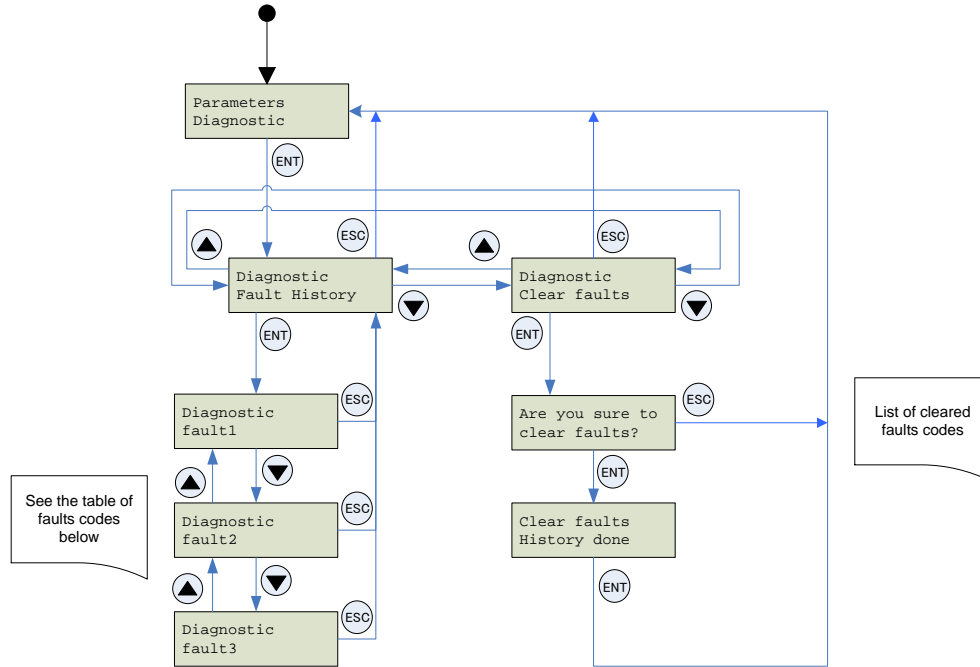 Parameters
Diagnostic
ENT
ESC
ESC
Diagnostic
Fault History
Diagnostic
Clear faults
ENT
ENT
Diagnostic
fault1
ESC
Are you sure to
clear faults?
ESC
List of cleared
faults codes
ENT
See the table of
faults codes
below
Diagnostic
fault2
ESC
Clear faults
History done
ENT
Diagnostic
fault3
ESC